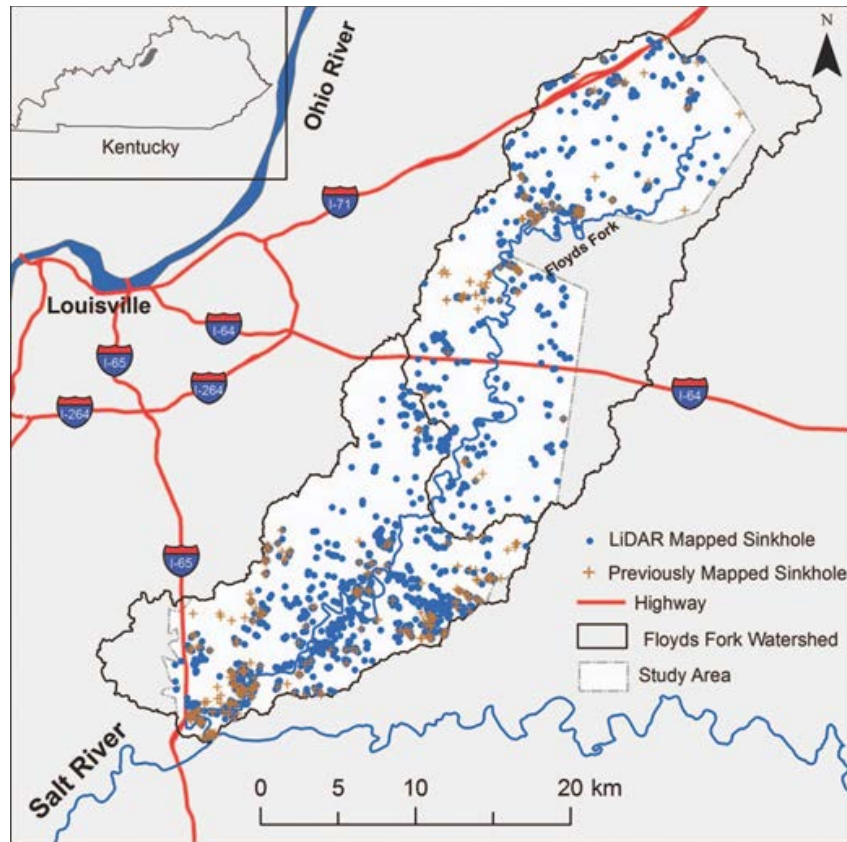 N
Kentucky
Ohio River
I-71
Floyds Fork
Louisville
I-64
I-65
I-264
I-264
I-64
I-65
LiDAR Mapped Sinkhole
Previously Mapped Sinkhole
Highway
Floyds Fork Watershed
Study Area
Salt River
0 5 10 20 km